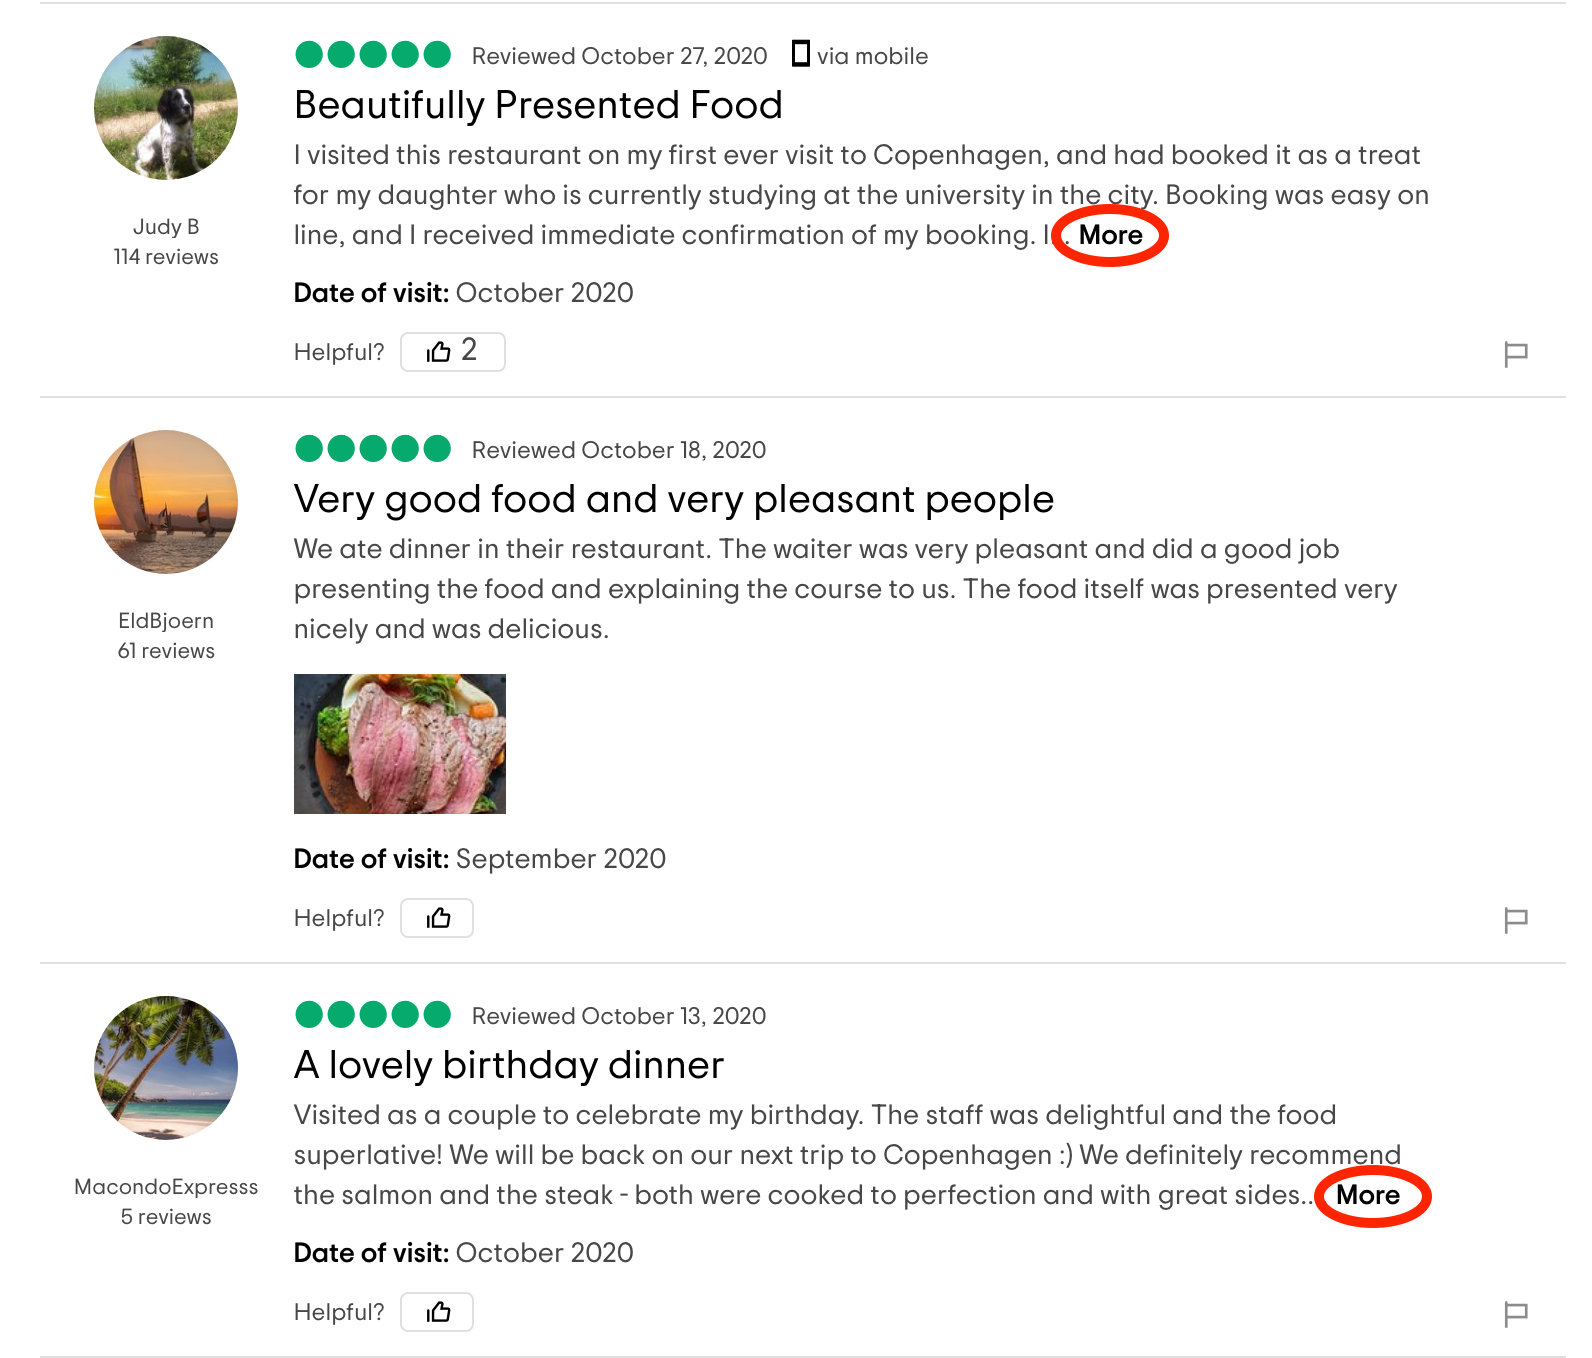 Reviewed October 27, 2020 via mobile
Beautifully Presented Food
I visited this restaurant on my first ever visit to Copenhagen, and had booked it as a treat
for my daughter who is currently studying at the university in the city. Booking was easy on
line, and I received immediate confirmation of my booking. I... More
Judy B
114 reviews
Date of visit: October 2020
Helpful? 2
Reviewed October 18, 2020
Very good food and very pleasant people
We ate dinner in their restaurant. The waiter was very pleasant and did a good job
presenting the food and explaining the course to us. The food itself was presented very
nicely and was delicious.
EldBjoern
61 reviews
Date of visit: September 2020
Helpful?
Reviewed October 13, 2020
A lovely birthday dinner
Visited as a couple to celebrate my birthday. The staff was delightful and the food
superlative! We will be back on our next trip to Copenhagen :) We definitely recommend
the salmon and the steak - both were cooked to perfection and with great sides... More
MacondoExpresss
5 reviews
Date of visit: October 2020
Helpful?